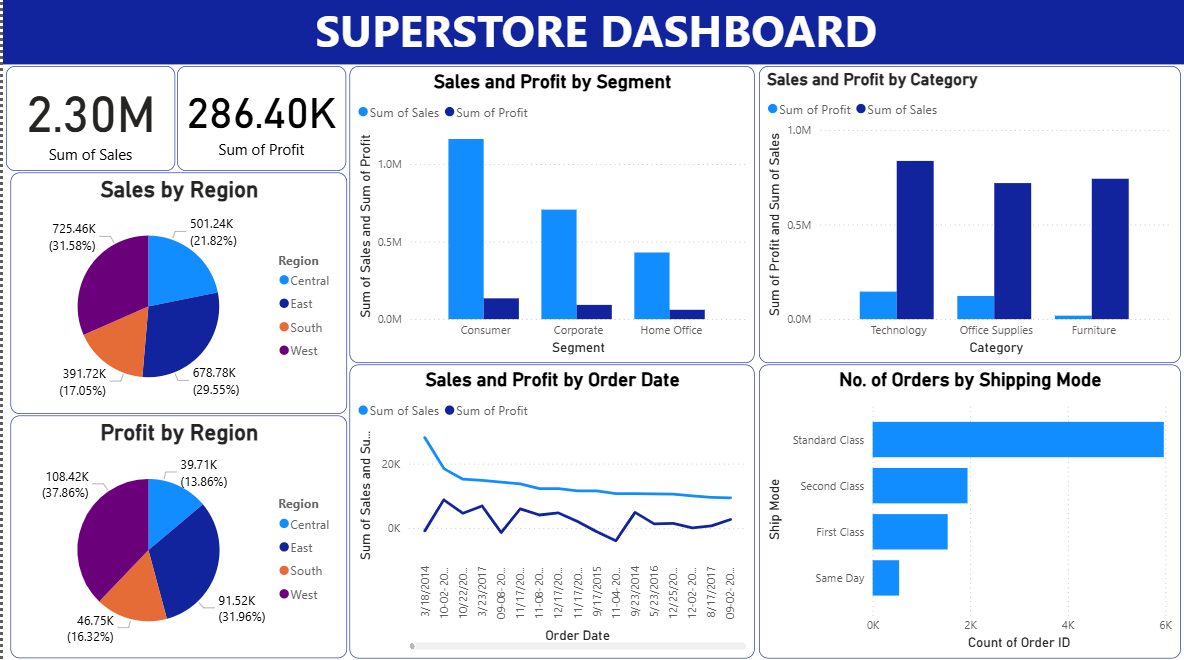 SUPERSTORE DASHBOARD
2.30M
Sum of Sales
286.40K
Sum of Profit
Sales by Region
725.46K
(31.58%)
501.24K
(21.82%)
391.72K
(17.05%)
678.78K
(29.55%)
Region
Central
East
South
West
Profit by Region
108.42K
(37.86%)
39.71K
(13.86%)
46.75K
(16.32%)
91.52K
(31.96%)
Region
Central
East
South
West
Sales and Profit by Segment
Sum of Sales Sum of Profit
Sum of Sales and Sum of Profit
1.0M
0.5M
0.0M
Consumer Corporate Home Office
Segment
Sales and Profit by Category
Sum of Profit Sum of Sales
Sum of Profit and Sum of Sales
1.0M
0.5M
0.0M
Technology Office Supplies Furniture
Category
Sales and Profit by Order Date
Sum of Sales Sum of Profit
Sum of Sales and Su...
20K
0K
3/18/2014
10-02-20...
10/22/20...
3/23/2017
09-08-20...
11/17/20...
11-08-20...
12/17/20...
11/17/20...
9/17/2015
11-04-20...
9/23/2014
5/23/2016
12/25/20...
12-02-20...
8/17/2017
09-02-20...
Order Date
No. of Orders by Shipping Mode
Ship Mode
Standard Class
Second Class
First Class
Same Day
0K 2K 4K 6K
Count of Order ID